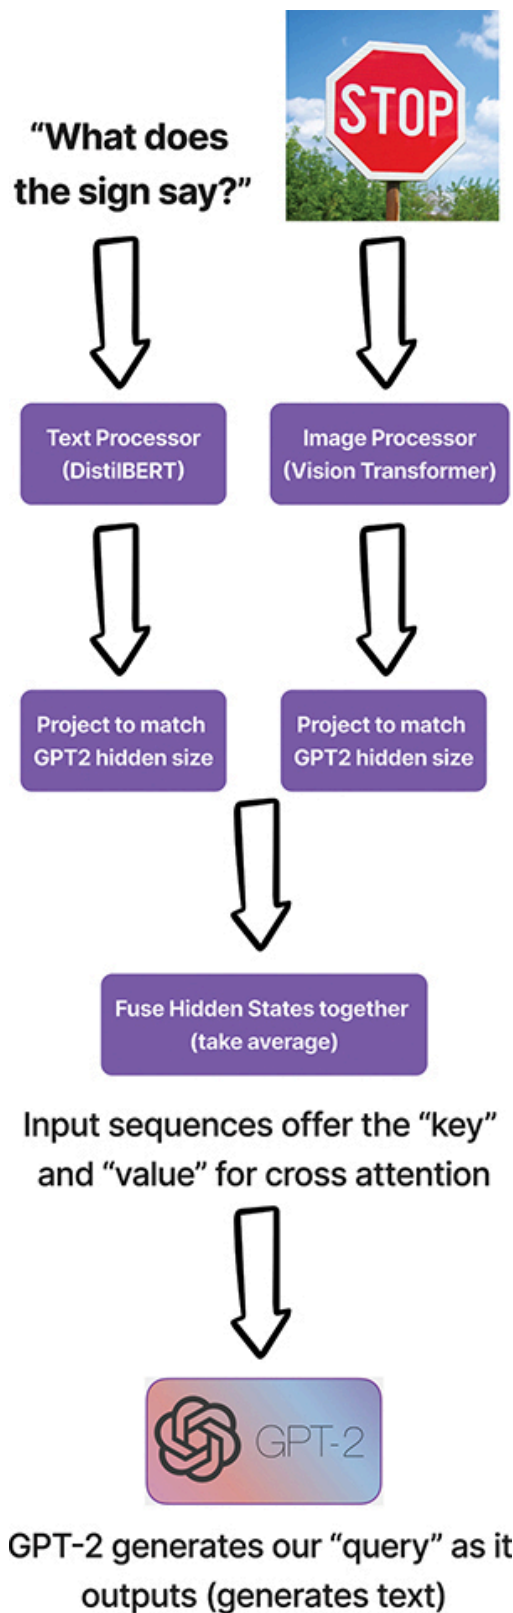 “What does
the sign say?”
STOP
Text Processor
(DistilBERT)
Image Processor
(Vision Transformer)
Project to match
GPT2 hidden size
Project to match
GPT2 hidden size
Fuse Hidden States together
(take average)
Input sequences offer the “key”
and “value” for cross attention
GPT-2
GPT-2 generates our “query” as it
outputs (generates text)